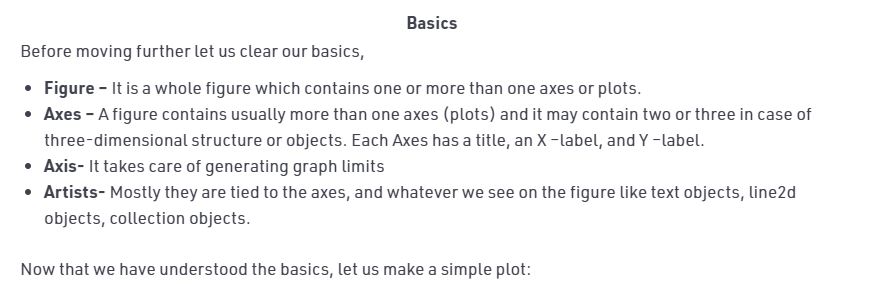 Basics
Before moving further let us clear our basics,
• Figure – It is a whole figure which contains one or more than one axes or plots.
• Axes – A figure contains usually more than one axes (plots) and it may contain two or three in case of
three-dimensional structure or objects. Each Axes has a title, an X –label, and Y –label.
• Axis- It takes care of generating graph limits
• Artists- Mostly they are tied to the axes, and whatever we see on the figure like text objects, line2d
objects, collection objects.
Now that we have understood the basics, let us make a simple plot: